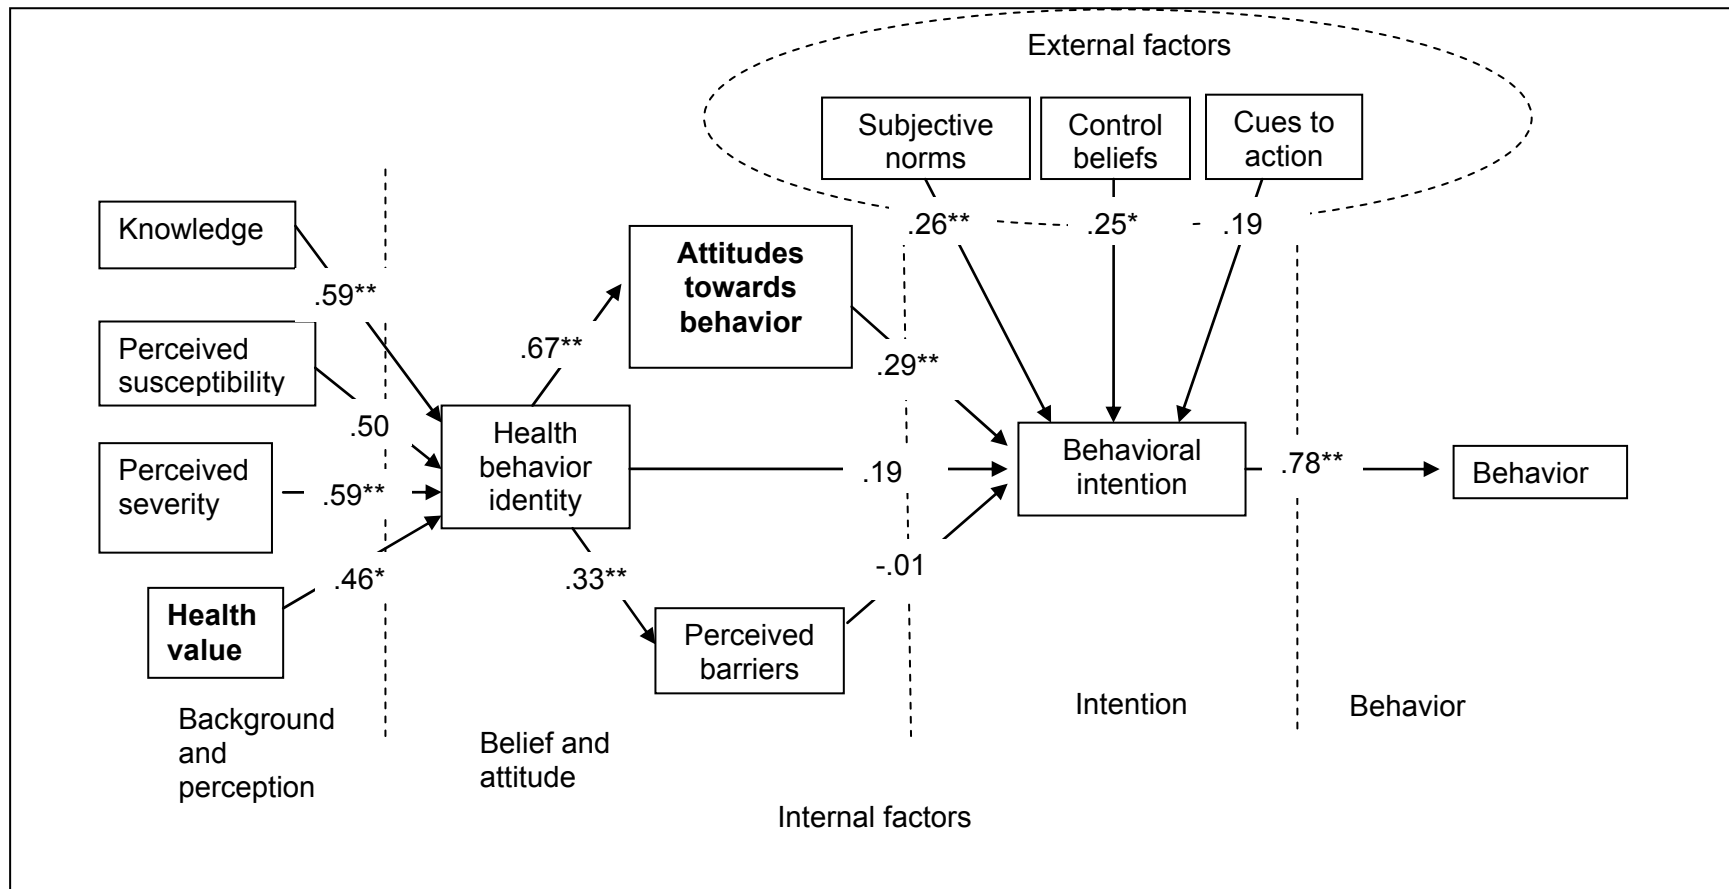 External factors
Subjective
norms
Control
beliefs
Cues to
action
Knowledge
.26**
.25*
.19
Attitudes
towards
behavior
.59**
Perceived
susceptibility
.67**
.29**
.50
Health
behavior
identity
Perceived
severity
.59**
.19
Behavioral
intention
.78**
Behavior
.46*
.33**
-.01
Health
value
Perceived
barriers
Background
and
perception
Belief and
attitude
Intention
Behavior
Internal factors